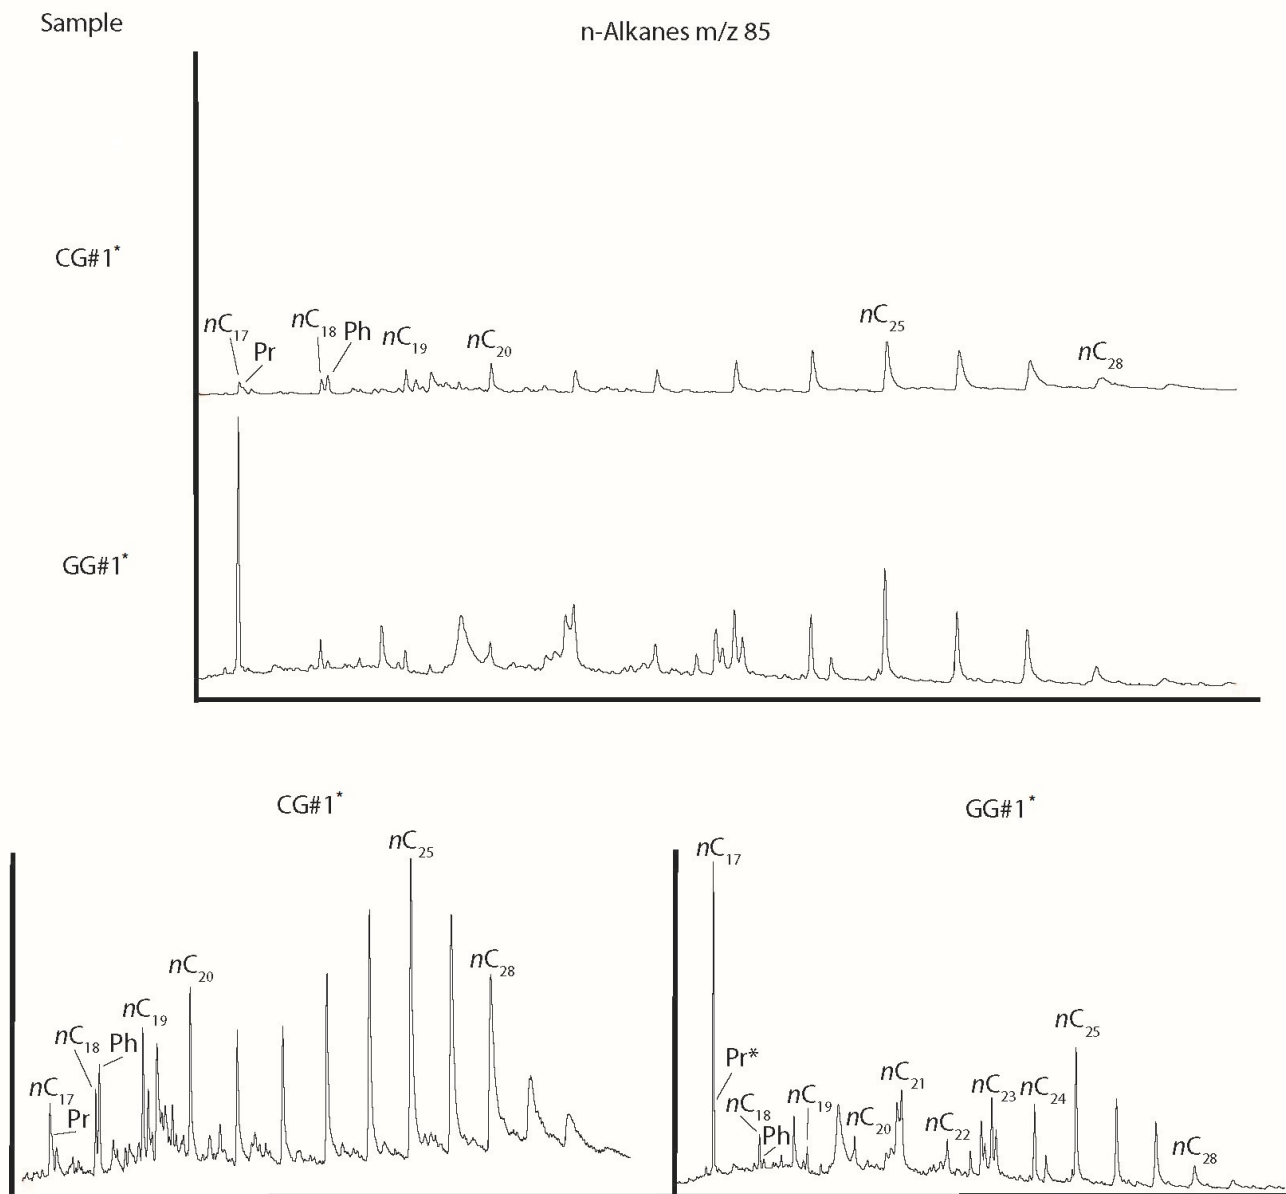 Sample
n-Alkanes m/z 85
CG#1*
nC17
Pr
nC18
Ph
nC19
nC20
nC25
nC28
GG#1*
CG#1*
nC17
Pr
nC18
Ph
nC19
nC20
nC25
nC28
GG#1*
nC17
Pr*
nC18
Ph
nC19
nC20
nC21
nC22
nC23
nC24
nC25
nC28